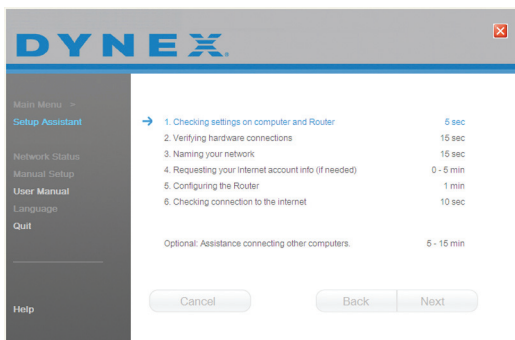 DYNEX.
Main Menu >
Setup Assistant
Network Status
Manual Setup
User Manual
Language
Quit
Help
1. Checking settings on computer and Router 5 sec
2. Verifying hardware connections 15 sec
3. Naming your network 15 sec
4. Requesting your Internet account info (if needed) 0 - 5 min
5. Configuring the Router 1 min
6. Checking connection to the internet 10 sec
Optional: Assistance connecting other computers. 5 - 15 min
Cancel Back Next